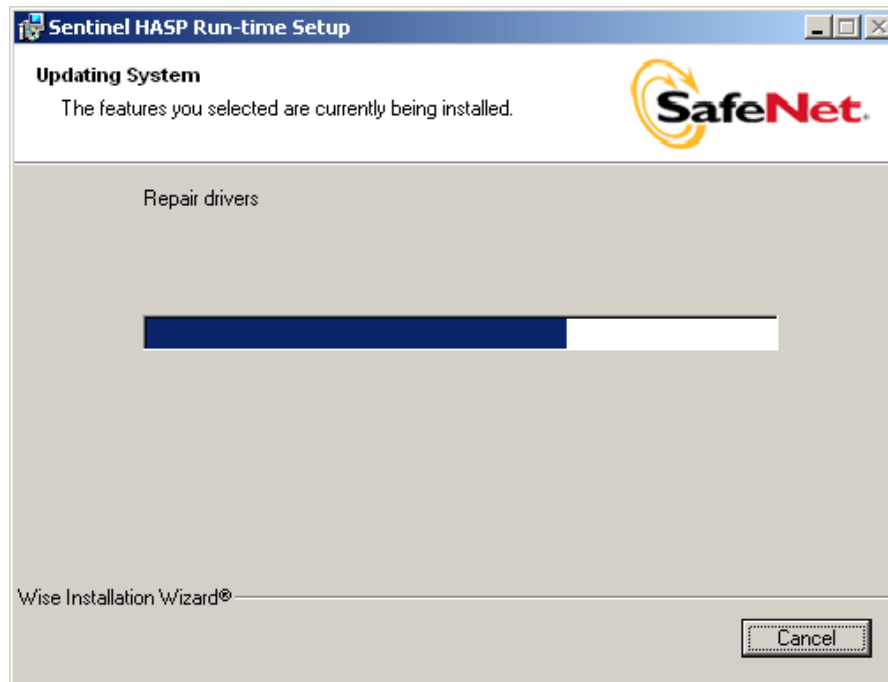 Sentinel HASP Run-time Setup
Updating System
The features you selected are currently being installed.
SafeNet.
Repair drivers
Wise Installation Wizard®
Cancel